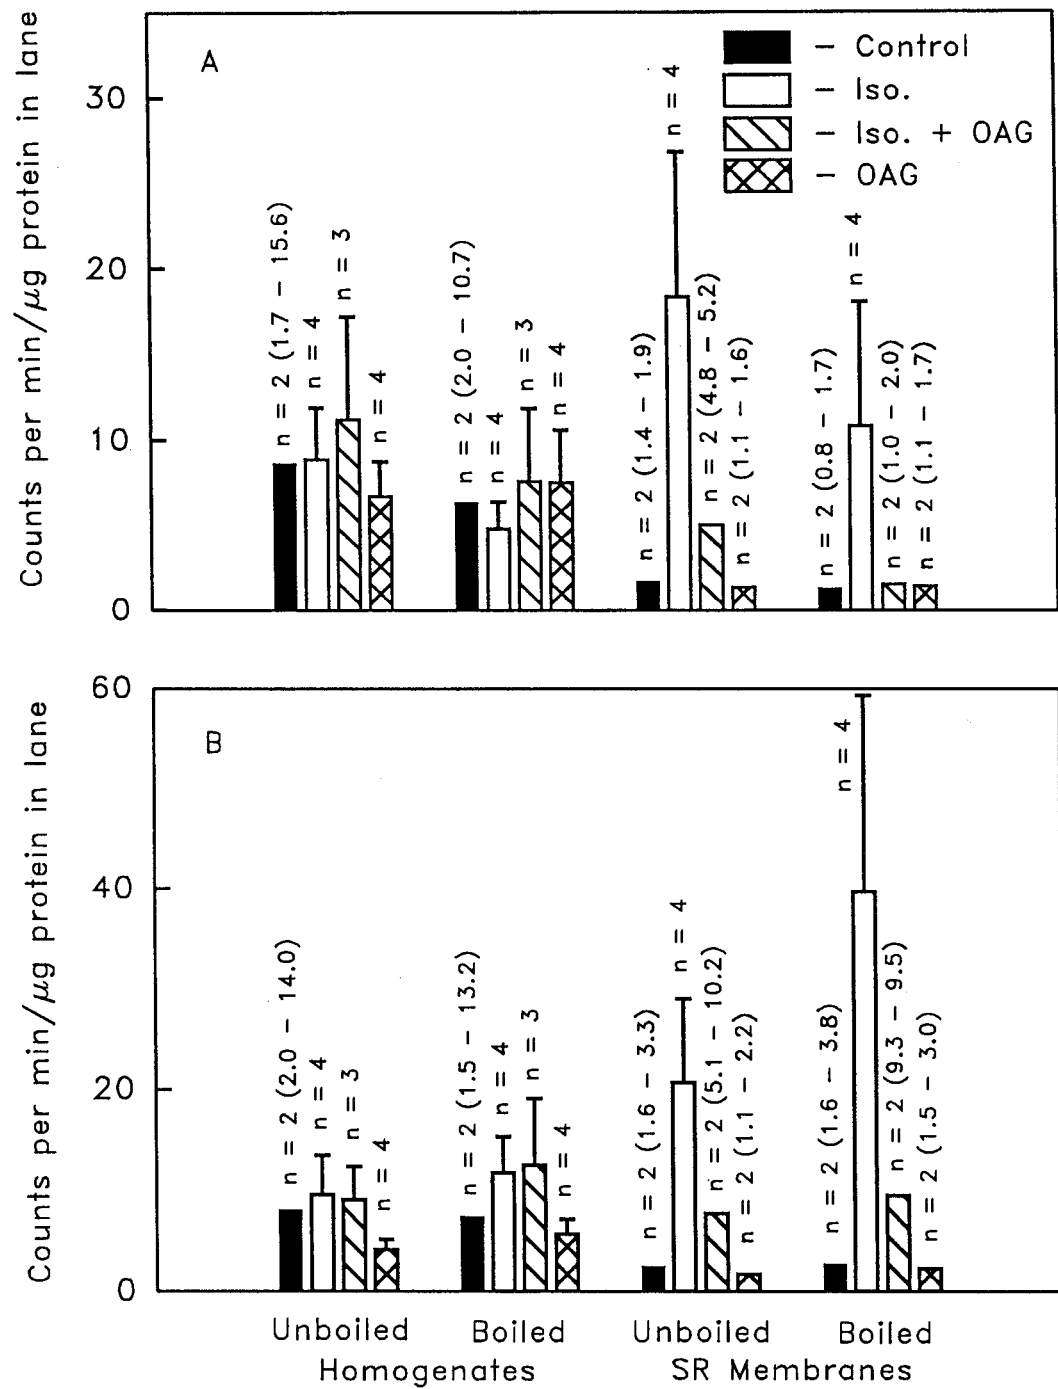 Counts per min/μg protein in lane
A
30
20
10
0
– Control
– Iso.
– Iso. + OAG
– OAG
n = 2 (1.7 – 15.6)
n = 4
n = 3
n = 4
n = 2 (2.0 – 10.7)
n = 4
n = 3
n = 4
n = 2 (1.4 – 1.9)
n = 4
n = 2 (4.8 – 5.2)
n = 2 (1.1 – 1.6)
n = 2 (0.8 – 1.7)
n = 4
n = 2 (1.0 – 2.0)
n = 2 (1.1 – 1.7)
Counts per min/μg protein in lane
B
60
40
20
0
n = 2 (2.0 – 14.0)
n = 4
n = 3
n = 4
n = 2 (1.5 – 13.2)
n = 4
n = 3
n = 4
n = 2 (1.6 – 3.3)
n = 4
n = 2 (5.1 – 10.2)
n = 2 (1.1 – 2.2)
n = 2 (1.6 – 3.8)
n = 4
n = 2 (9.3 – 9.5)
n = 2 (1.5 – 3.0)
Unboiled Boiled Unboiled Boiled
Homogenates SR Membranes